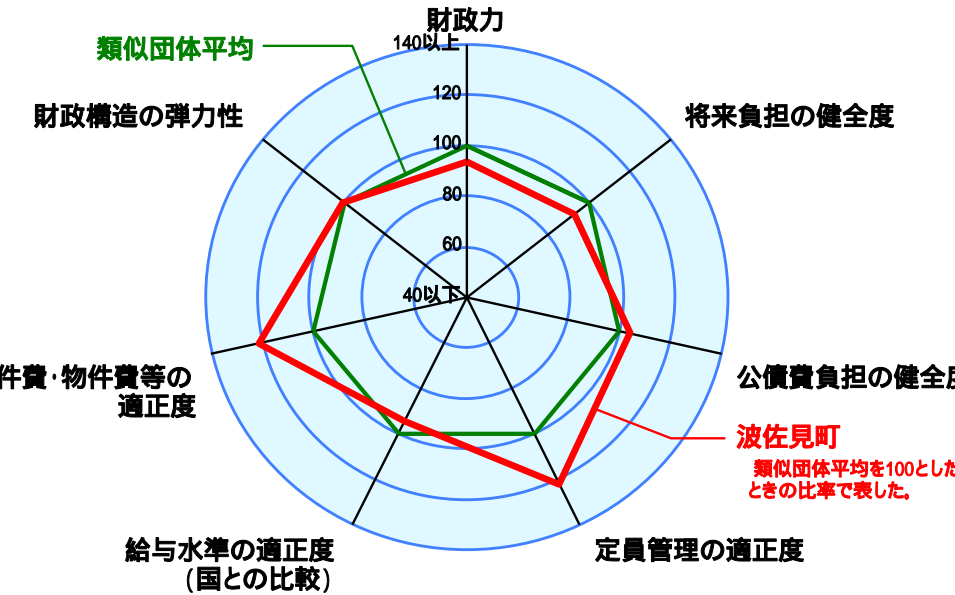 財政力
140以上
類似団体平均
120
財政構造の弾力性
将来負担の健全度
100
80
60
40以下
件費・物件費等の
適正度
公債費負担の健全度
波佐見町
類似団体平均を100とした
ときの比率で表した。
給与水準の適正度
(国との比較)
定員管理の適正度